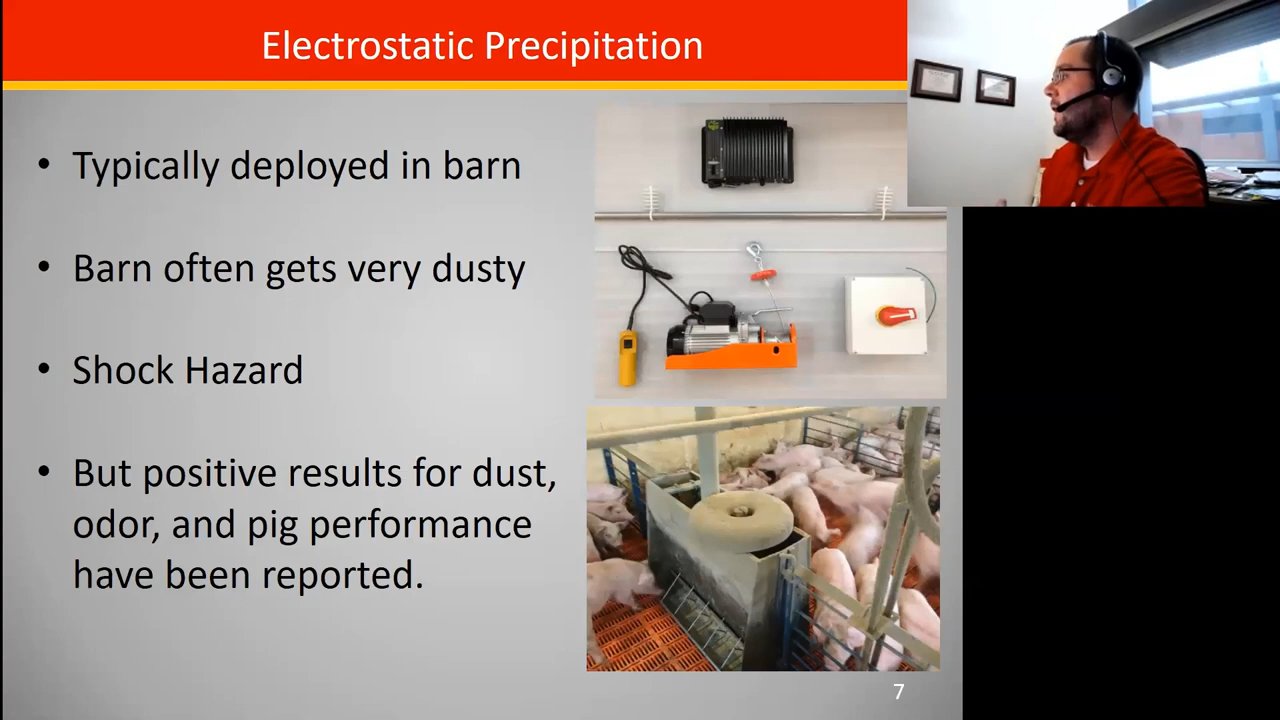 Electrostatic Precipitation
• Typically deployed in barn
• Barn often gets very dusty
• Shock Hazard
• But positive results for dust,
odor, and pig performance
have been reported.
7